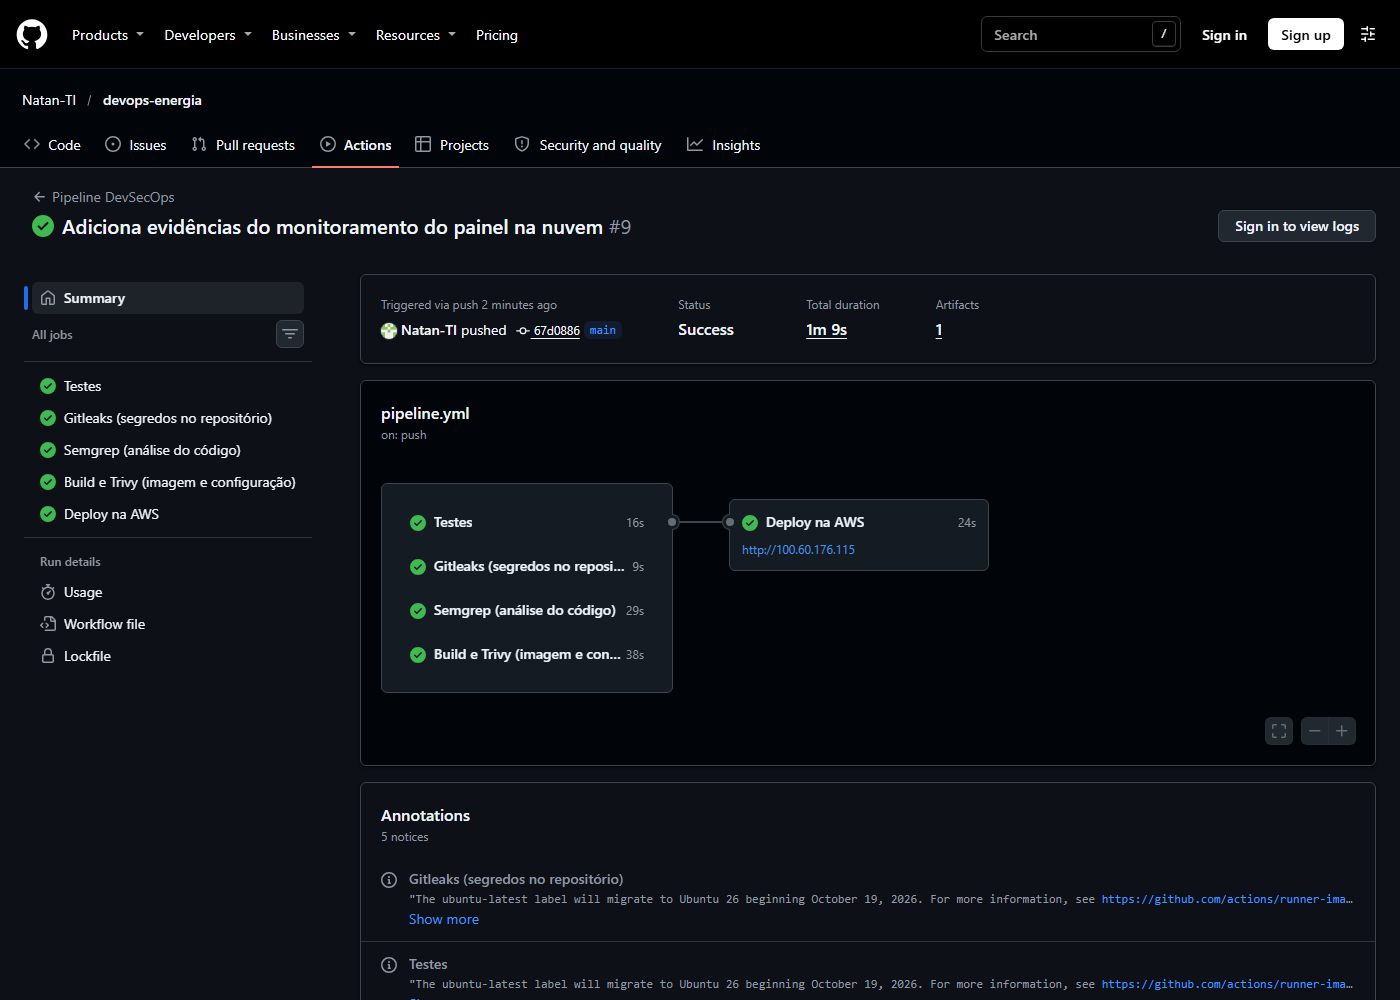 Products Developers Businesses Resources Pricing Search / Sign in Sign up
Natan-TI / devops-energia
Code Issues Pull requests Actions Projects Security and quality Insights
Pipeline DevSecOps
Adiciona evidências do monitoramento do painel na nuvem #9
Sign in to view logs
Summary
All jobs
Testes
Gitleaks (segredos no repositório)
Semgrep (análise do código)
Build e Trivy (imagem e configuração)
Deploy na AWS
Run details
Usage
Workflow file
Lockfile
Triggered via push 2 minutes ago
Natan-TI pushed 67d0886 main
Status
Success
Total duration
1m 9s
Artifacts
1
pipeline.yml
on: push
Testes 16s
Gitleaks (segredos no reposi... 9s
Semgrep (análise do código) 29s
Build e Trivy (imagem e con... 38s
Deploy na AWS 24s
http://100.60.176.115
Annotations
5 notices
Gitleaks (segredos no repositório)
"The ubuntu-latest label will migrate to Ubuntu 26 beginning October 19, 2026. For more information, see https://github.com/actions/runner-ima…
Show more
Testes
"The ubuntu-latest label will migrate to Ubuntu 26 beginning October 19, 2026. For more information, see https://github.com/actions/runner-ima…